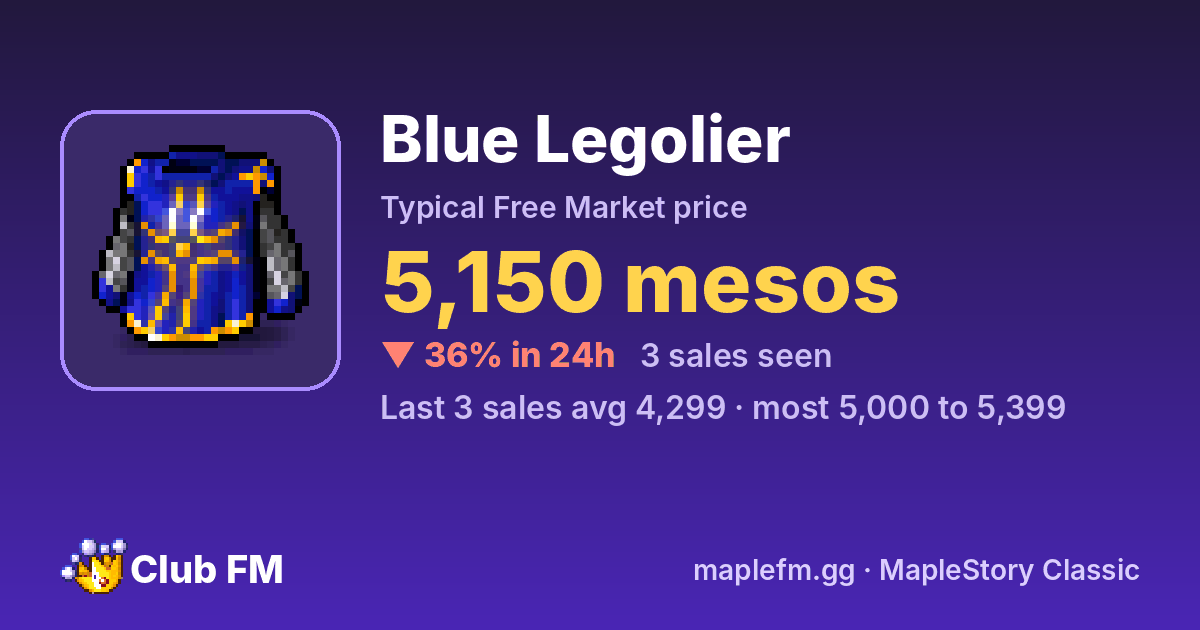 Blue Legolier
Typical Free Market price
5,150 mesos
▼ 36% in 24h 3 sales seen
Last 3 sales avg 4,299 · most 5,000 to 5,399
Club FM
maplefm.gg · MapleStory Classic